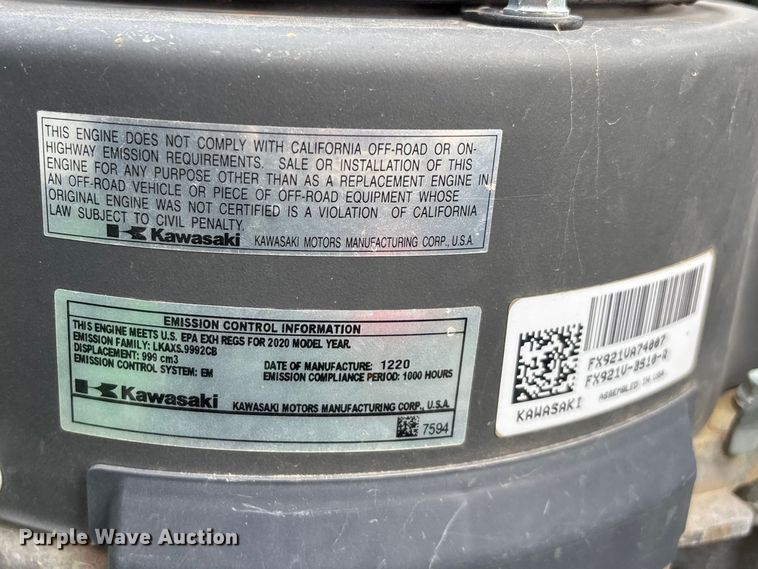 THIS ENGINE DOES NOT COMPLY WITH CALIFORNIA OFF-ROAD OR ON-
HIGHWAY EMISSION REQUIREMENTS. SALE OR INSTALLATION OF THIS
ENGINE FOR ANY PURPOSE OTHER THAN AS A REPLACEMENT ENGINE IN
AN OFF-ROAD VEHICLE OR PIECE OF OFF-ROAD EQUIPMENT WHOSE
ORIGINAL ENGINE WAS NOT CERTIFIED IS A VIOLATION OF CALIFORNIA
LAW SUBJECT TO CIVIL PENALTY.
Kawasaki KAWASAKI MOTORS MANUFACTURING CORP., U.S.A.
EMISSION CONTROL INFORMATION
THIS ENGINE MEETS U.S. EPA EXH REGS FOR 2020 MODEL YEAR.
EMISSION FAMILY: LKAXS.9992CB
DISPLACEMENT: 999 cm3 DATE OF MANUFACTURE: 1220
EMISSION CONTROL SYSTEM: EM EMISSION COMPLIANCE PERIOD: 1000 HOURS
Kawasaki KAWASAKI MOTORS MANUFACTURING CORP., U.S.A.
7594
FX921VA74007
FX921V-BS10-R
KAWASAKI ASSEMBLED IN USA
Purple Wave Auction